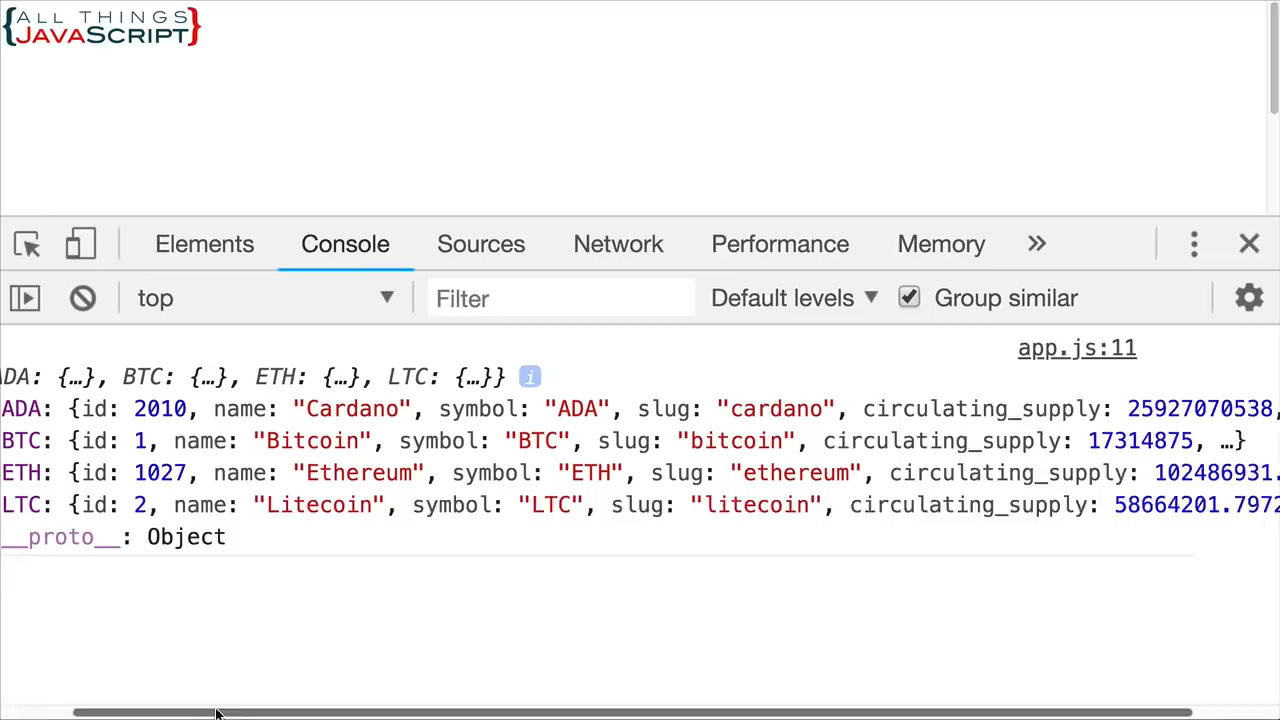 {ALL THINGS
JAVASCRIPT}
Elements Console Sources Network Performance Memory »
top ▼ Filter Default levels ▼ Group similar
app.js:11
ADA: {…}, BTC: {…}, ETH: {…}, LTC: {…}} i
ADA: {id: 2010, name: "Cardano", symbol: "ADA", slug: "cardano", circulating_supply: 25927070538,
BTC: {id: 1, name: "Bitcoin", symbol: "BTC", slug: "bitcoin", circulating_supply: 17314875, …}
ETH: {id: 1027, name: "Ethereum", symbol: "ETH", slug: "ethereum", circulating_supply: 102486931.
LTC: {id: 2, name: "Litecoin", symbol: "LTC", slug: "litecoin", circulating_supply: 58664201.7972
__proto__: Object